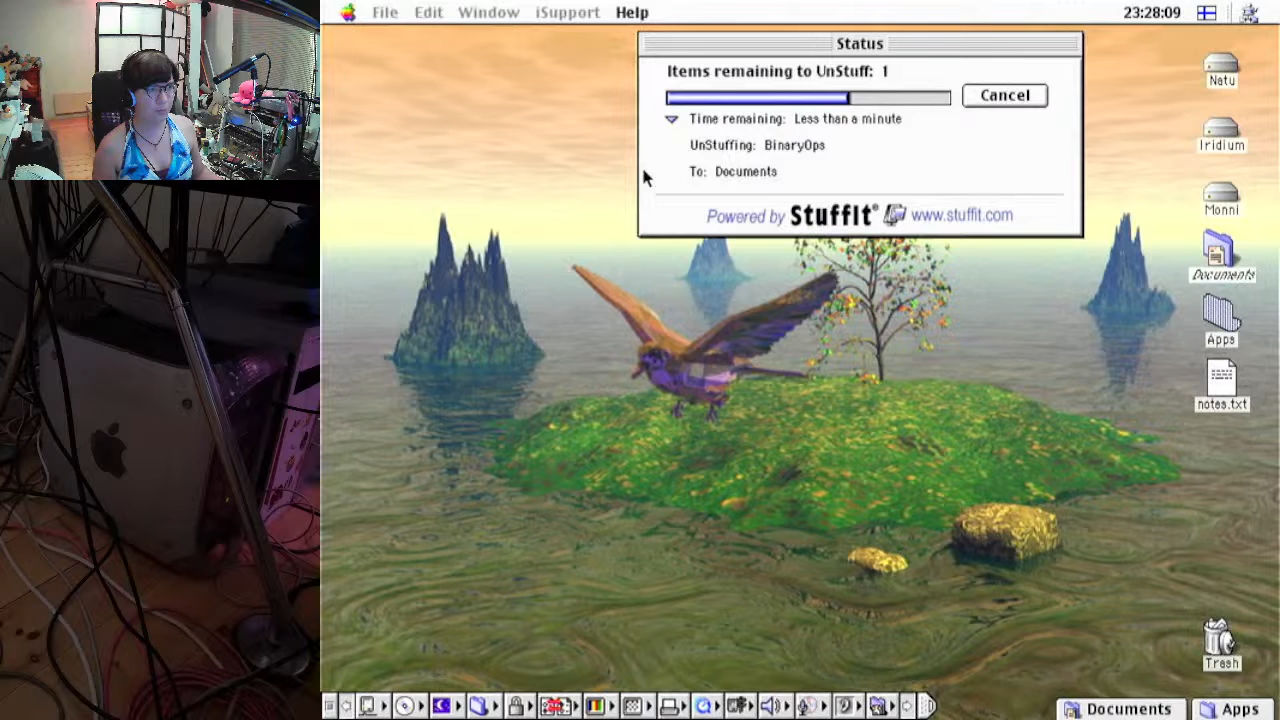 File Edit Window iSupport Help 23:28:09
Status
Items remaining to UnStuff: 1
Cancel
Time remaining: Less than a minute
UnStuffing: BinaryOps
To: Documents
Powered by StuffIt® www.stuffit.com
Natu
Iridium
Monni
Documents
Apps
notes.txt
Trash
Documents
Apps